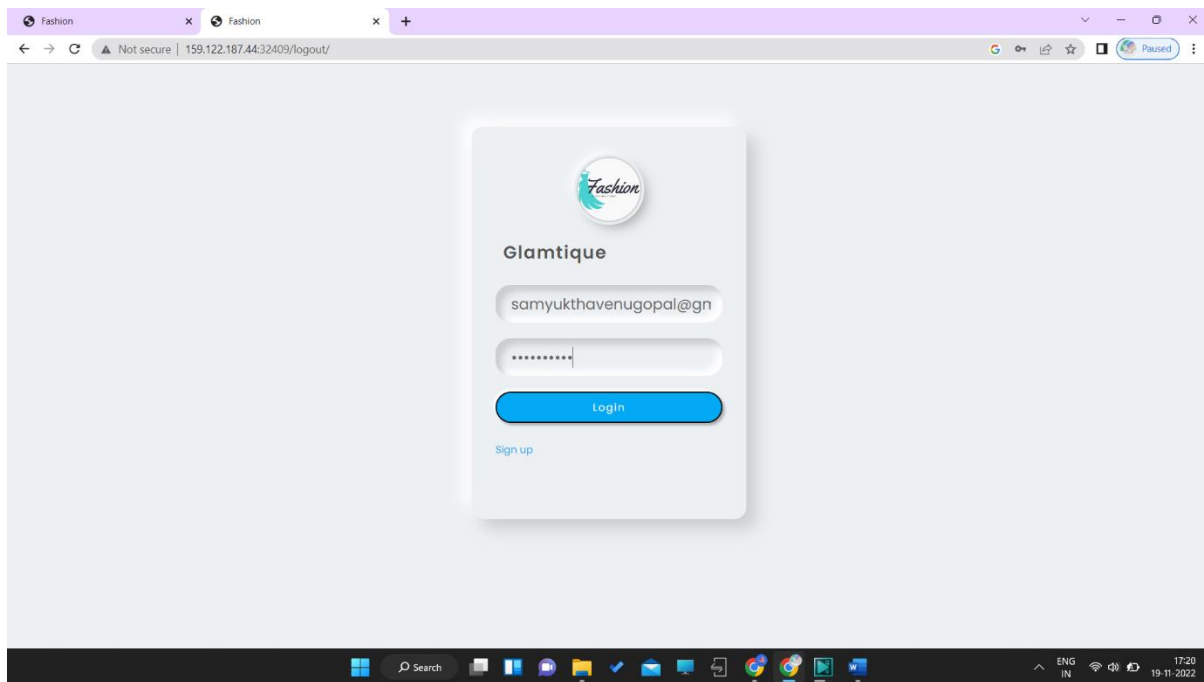 Fashion
Fashion
Not secure
159.122.187.44:32409/logout/
Paused
Fashion
Glamtique
samyukthavenugopal@gn
••••••••••
Login
Sign up
Search
ENG
IN
17:20
19-11-2022